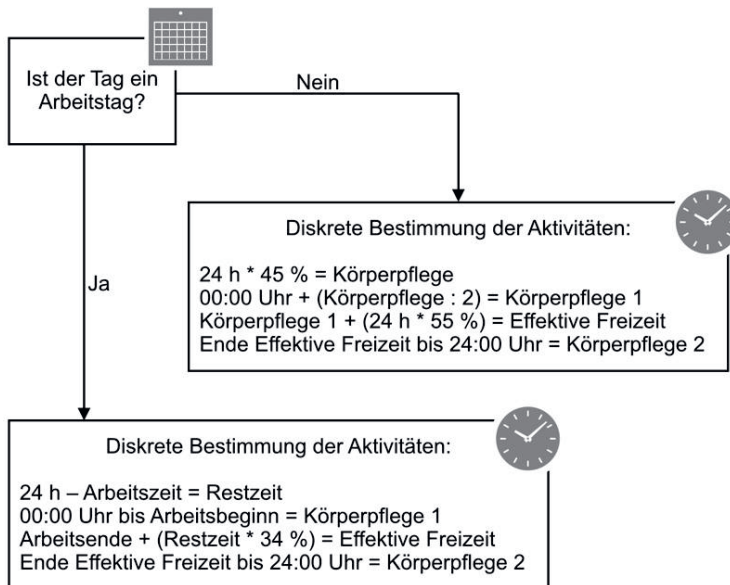 Ist der Tag ein
Arbeitstag?
Nein
Ja
Diskrete Bestimmung der Aktivitäten:
24 h * 45 % = Körperpflege
00:00 Uhr + (Körperpflege : 2) = Körperpflege 1
Körperpflege 1 + (24 h * 55 %) = Effektive Freizeit
Ende Effektive Freizeit bis 24:00 Uhr = Körperpflege 2
Diskrete Bestimmung der Aktivitäten:
24 h – Arbeitszeit = Restzeit
00:00 Uhr bis Arbeitsbeginn = Körperpflege 1
Arbeitsende + (Restzeit * 34 %) = Effektive Freizeit
Ende Effektive Freizeit bis 24:00 Uhr = Körperpflege 2